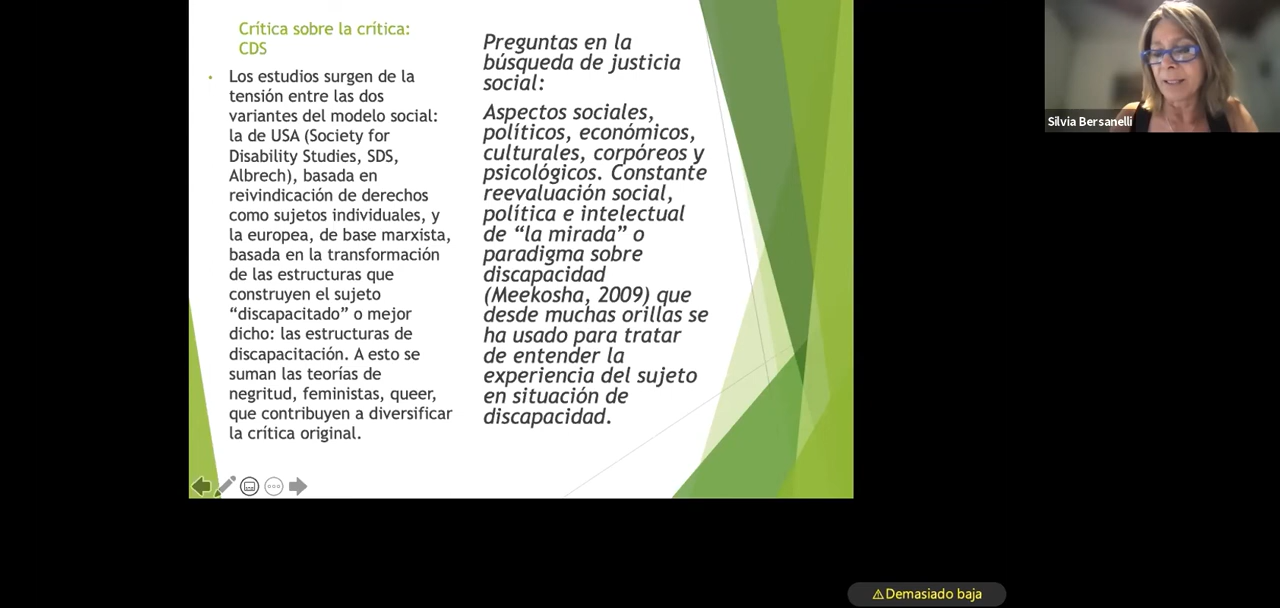 Crítica sobre la crítica:
CDS
Los estudios surgen de la
tensión entre las dos
variantes del modelo social:
la de USA (Society for
Disability Studies, SDS,
Albrech), basada en
reivindicación de derechos
como sujetos individuales, y
la europea, de base marxista,
basada en la transformación
de las estructuras que
construyen el sujeto
“discapacitado” o mejor
dicho: las estructuras de
discapacitación. A esto se
suman las teorías de
negritud, feministas, queer,
que contribuyen a diversificar
la crítica original.
Preguntas en la
búsqueda de justicia
social:
Aspectos sociales,
políticos, económicos,
culturales, corpóreos y
psicológicos. Constante
reevaluación social,
política e intelectual
de “la mirada” o
paradigma sobre
discapacidad
(Meekosha, 2009) que
desde muchas orillas se
ha usado para tratar
de entender la
experiencia del sujeto
en situación de
discapacidad.
Silvia Bersanelli
Demasiado baja